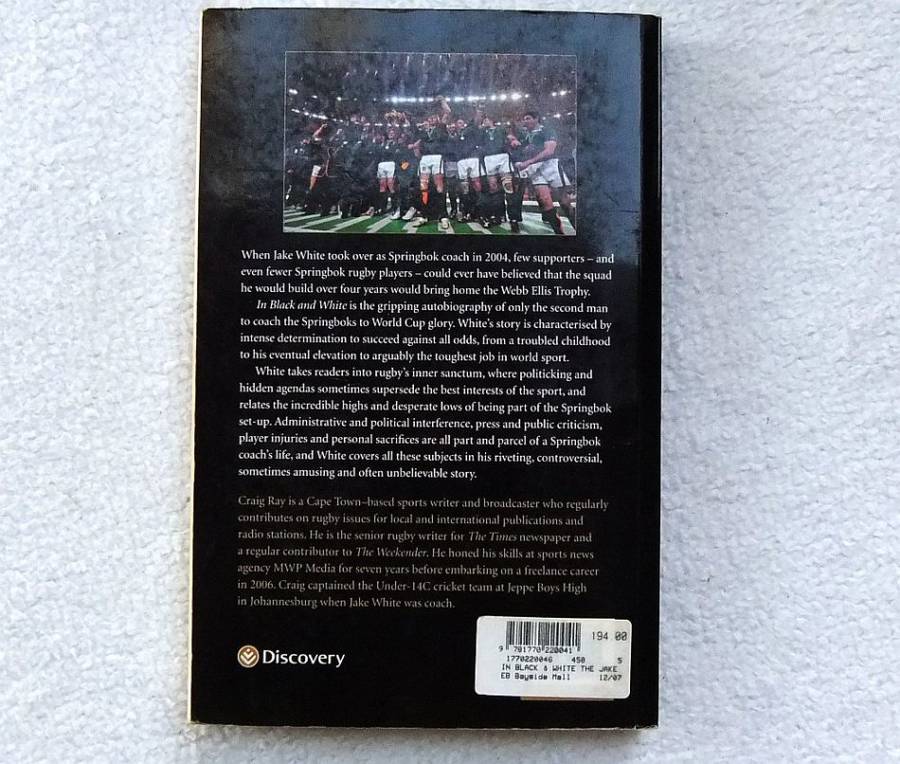 When Jake White took over as Springbok coach in 2004, few supporters – and
even fewer Springbok rugby players – could ever have believed that the squad
he would build over four years would bring home the Webb Ellis Trophy.
In Black and White is the gripping autobiography of only the second man
to coach the Springboks to World Cup glory. White's story is characterised by
intense determination to succeed against all odds, from a troubled childhood
to his eventual elevation to arguably the toughest job in world sport.
White takes readers into rugby's inner sanctum, where politicking and
hidden agendas sometimes supersede the best interests of the sport, and
relates the incredible highs and desperate lows of being part of the Springbok
set-up. Administrative and political interference, press and public criticism,
player injuries and personal sacrifices are all part and parcel of a Springbok
coach's life, and White covers all these subjects in his riveting, controversial,
sometimes amusing and often unbelievable story.
Craig Ray is a Cape Town–based sports writer and broadcaster who regularly
contributes on rugby issues for local and international publications and
radio stations. He is the senior rugby writer for The Times newspaper and
a regular contributor to The Weekender. He honed his skills at sports news
agency MWP Media for seven years before embarking on a freelance career
in 2006. Craig captained the Under-14C cricket team at Jeppe Boys High
in Johannesburg when Jake White was coach.
Discovery
194 00
9 781770 220041
1770220046 450 5
IN BLACK & WHITE THE JAKE
EB Bayside Mall 12/07